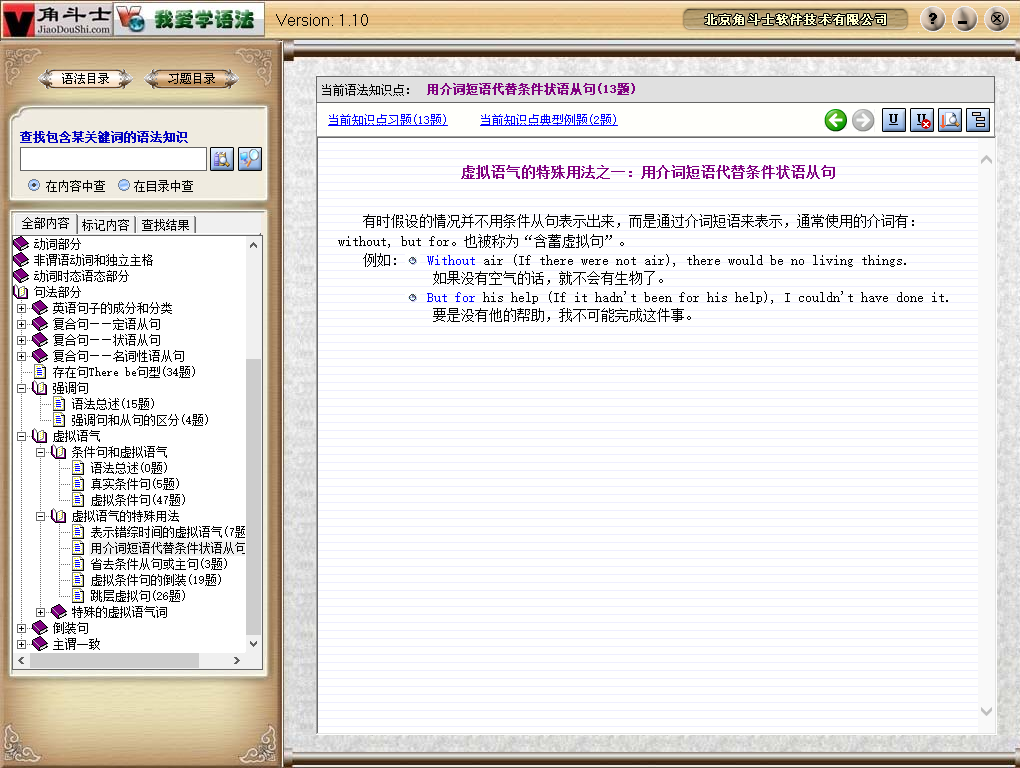 角斗士
JiaoDouShi.com
我爱学语法
Version: 1.10
北京角斗士软件技术有限公司
语法目录
习题目录
查找包含某关键词的语法知识
在内容中查
在目录中查
全部内容
标记内容
查找结果
动词部分
非谓语动词和独立主格
动词时态语态部分
句法部分
英语句子的成分和分类
复合句——定语从句
复合句——状语从句
复合句——名词性语从句
存在句There be句型(34题)
强调句
语法总述(15题)
强调句和从句的区分(4题)
虚拟语气
条件句和虚拟语气
语法总述(0题)
真实条件句(5题)
虚拟条件句(47题)
虚拟语气的特殊用法
表示错综时间的虚拟语气(7题
用介词短语代替条件状语从句
省去条件从句或主句(3题)
虚拟条件句的倒装(19题)
跳层虚拟句(26题)
特殊的虚拟语气词
倒装句
主谓一致
当前语法知识点： 用介词短语代替条件状语从句(13题)
当前知识点习题(13题)
当前知识点典型例题(2题)
虚拟语气的特殊用法之一：用介词短语代替条件状语从句
有时假设的情况并不用条件从句表示出来，而是通过介词短语来表示，通常使用的介词有：
without, but for。也被称为“含蓄虚拟句”。
例如： Without air (If there were not air), there would be no living things.
如果没有空气的话，就不会有生物了。
But for his help (If it hadn't been for his help), I couldn't have done it.
要是没有他的帮助，我不可能完成这件事。